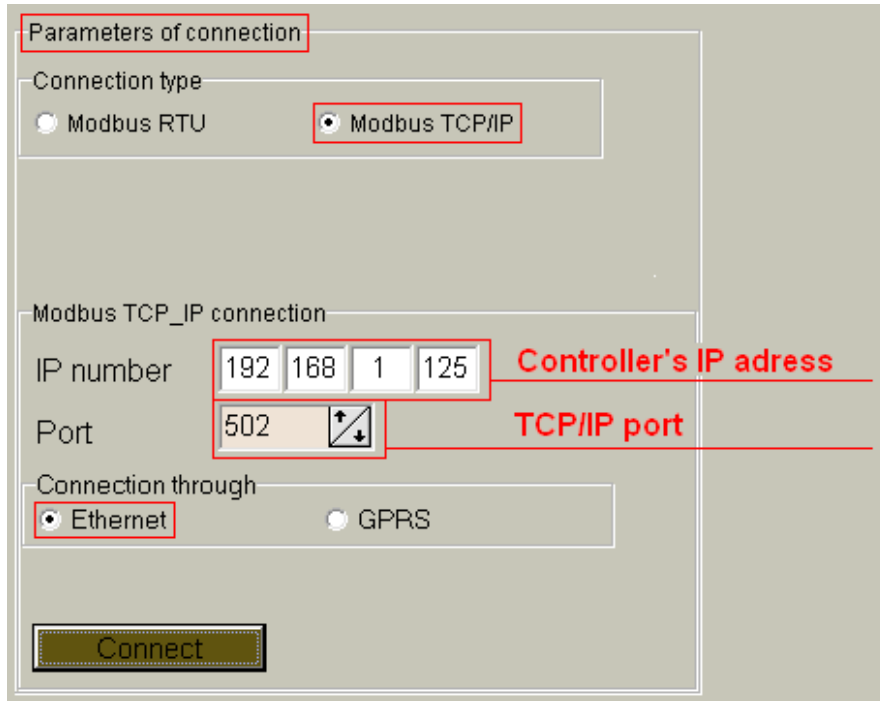 Parameters of connection
Connection type
Modbus RTU Modbus TCP/IP
Modbus TCP_IP connection
IP number 192 168 1 125 Controller's IP adress
Port 502 TCP/IP port
Connection through
Ethernet GPRS
Connect